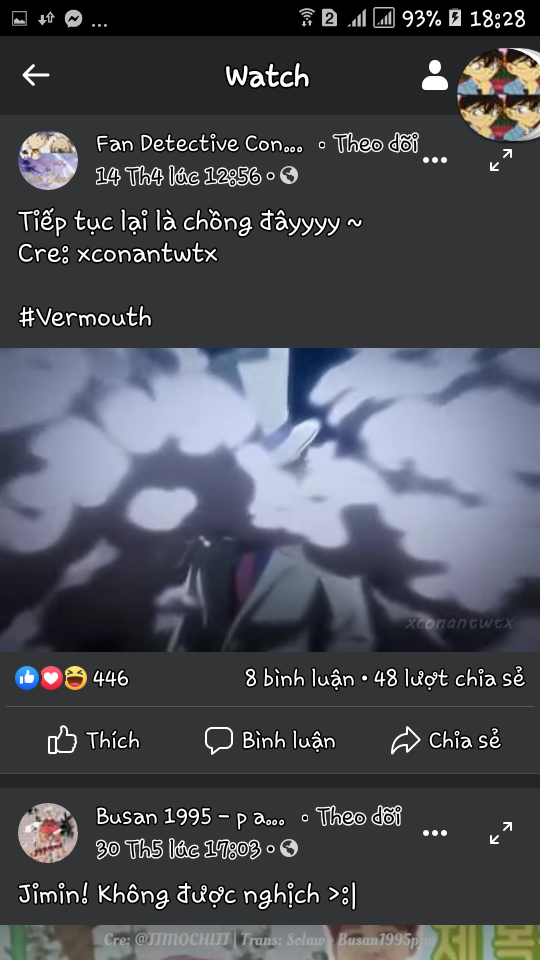 ... 93% 18:28
Watch
Fan Detective Con... • Theo dõi
14 Th4 lúc 12:56 •
Tiếp tục lại là chồng đâyyyy ~
Cre: xconantwtx
#Vermouth
xconantwtx
446 8 bình luận • 48 lượt chia sẻ
Thích Bình luận Chia sẻ
Busan 1995 – p a... • Theo dõi
30 Th5 lúc 17:03 •
Jimin! Không được nghịch >:|
Cre: @JJMOCHIJJ | Trans: Solaw - Busan1995p
제목